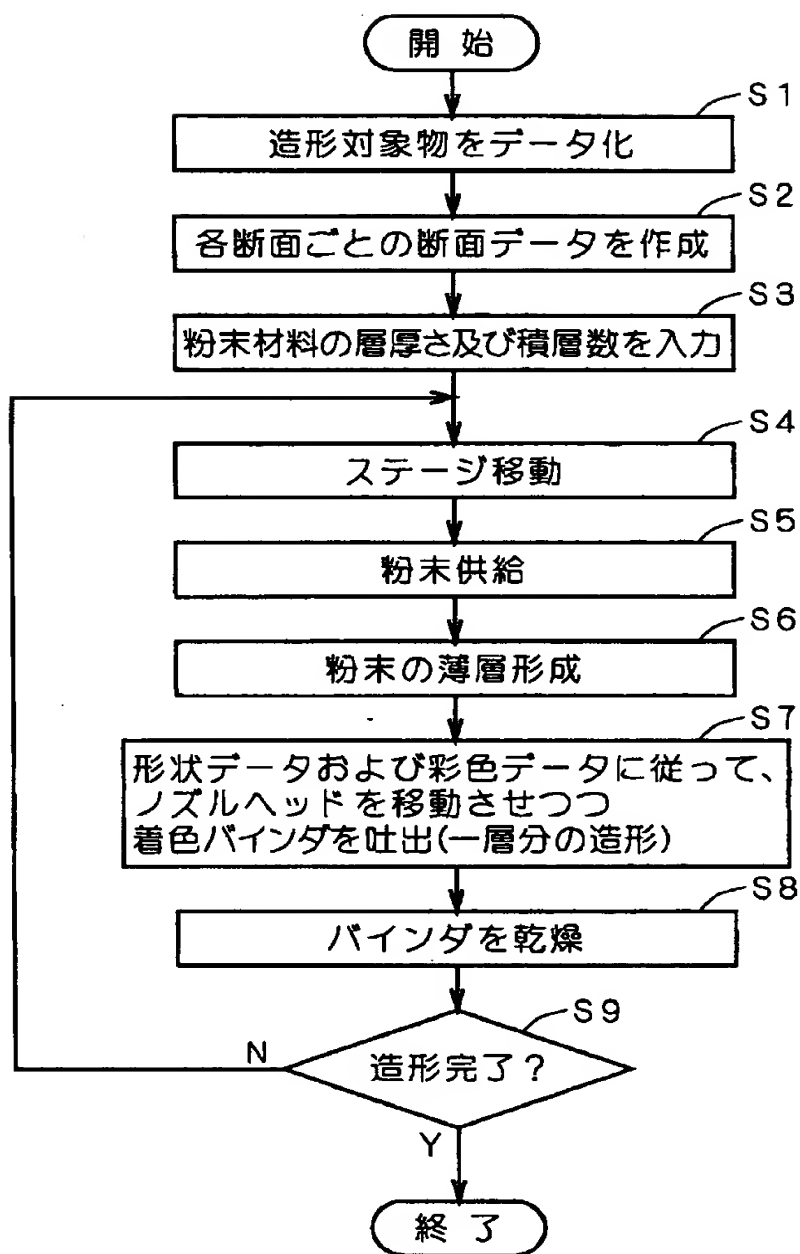 開始
S1
造形対象物をデータ化
S2
各断面ごとの断面データを作成
S3
粉末材料の層厚さ及び積層数を入力
S4
ステージ移動
S5
粉末供給
S6
粉末の薄層形成
S7
形状データおよび彩色データに従って、
ノズルヘッドを移動させつつ
着色バインダを吐出(一層分の造形)
S8
バインダを乾燥
S9
造形完了?
N
Y
終了